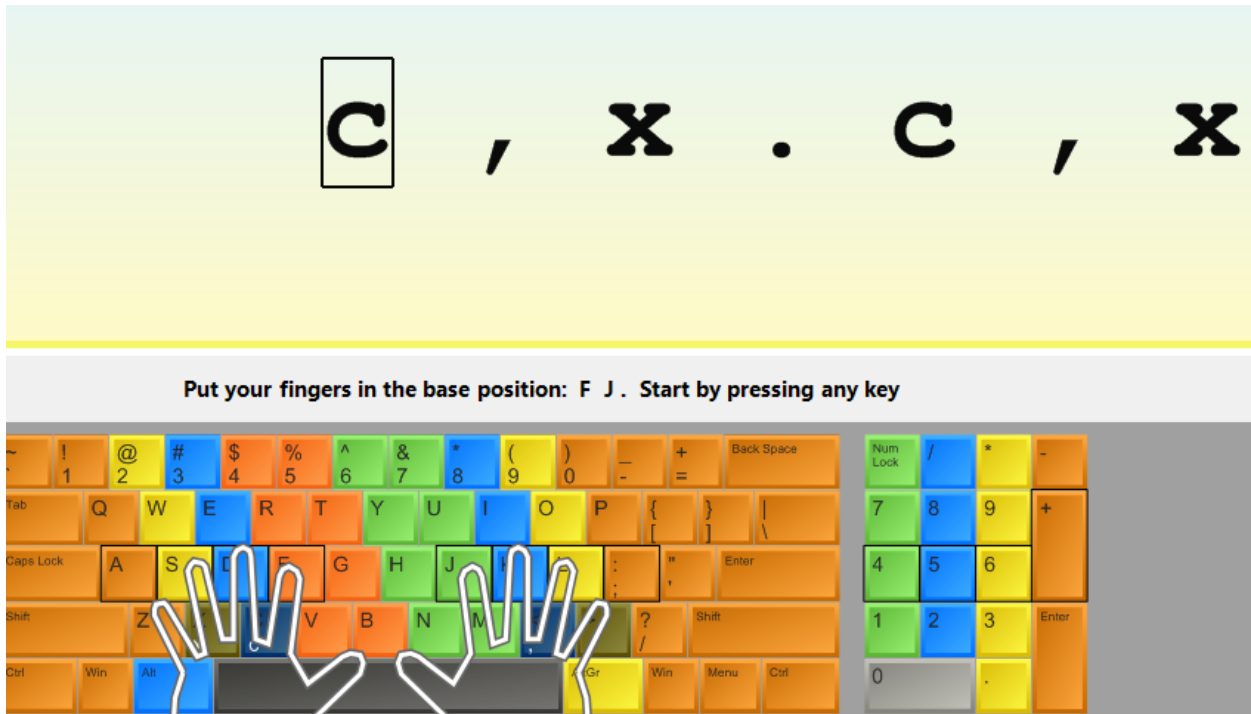 c , x . c , x
Put your fingers in the base position: F J . Start by pressing any key
~ ! @ # $ % ^ & * ( ) _ + Back Space Num Lock / * -
` 1 2 3 4 5 6 7 8 9 0 - =
Tab Q W E R T Y U I O P { } | 7 8 9 +
[ ] \
Caps Lock A S D F G H J K L : " Enter 4 5 6
; '
Shift Z C V B N M ? Shift 1 2 3 Enter
c , /
Ctrl Win Alt Gr Win Menu Ctrl 0 .